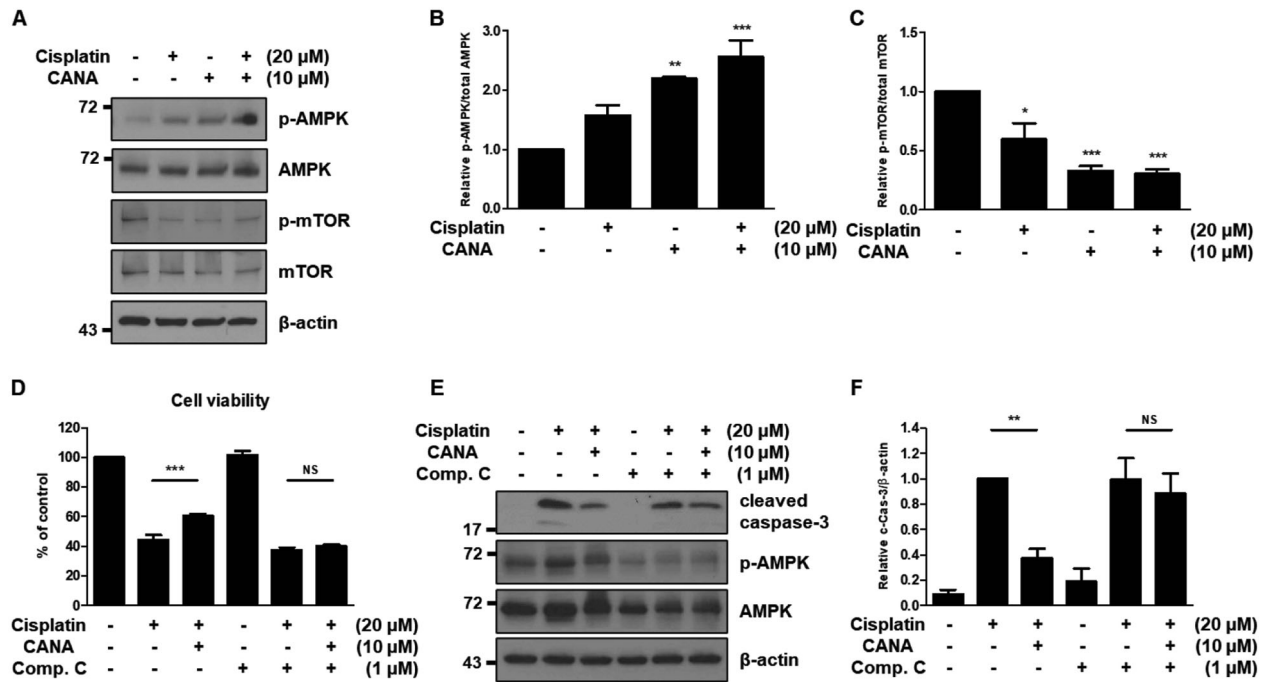 A
Cisplatin - + - + (20 µM)
CANA - - + + (10 µM)
72
p-AMPK
72
AMPK
p-mTOR
mTOR
43
β-actin
B
Relative p-AMPK/total AMPK
3.0
2.0
1.0
0.0
** ***
Cisplatin - + - + (20 µM)
CANA - - + + (10 µM)
C
Relative p-mTOR/total mTOR
1.5
1.0
0.5
0.0
* *** ***
Cisplatin - + - + (20 µM)
CANA - - + + (10 µM)
D
Cell viability
% of control
120
100
80
60
40
20
0
*** NS
Cisplatin - + + - + + (20 µM)
CANA - - + - - + (10 µM)
Comp. C - - - + + + (1 µM)
E
Cisplatin - + + - + + (20 µM)
CANA - - + - - + (10 µM)
Comp. C - - - + + + (1 µM)
cleaved
caspase-3
17
72
p-AMPK
72
AMPK
43
β-actin
F
Relative c-Cas-3/β-actin
1.4
1.2
1.0
0.8
0.6
0.4
0.2
0.0
** NS
Cisplatin - + + - + + (20 µM)
CANA - - + - - + (10 µM)
Comp. C - - - + + + (1 µM)